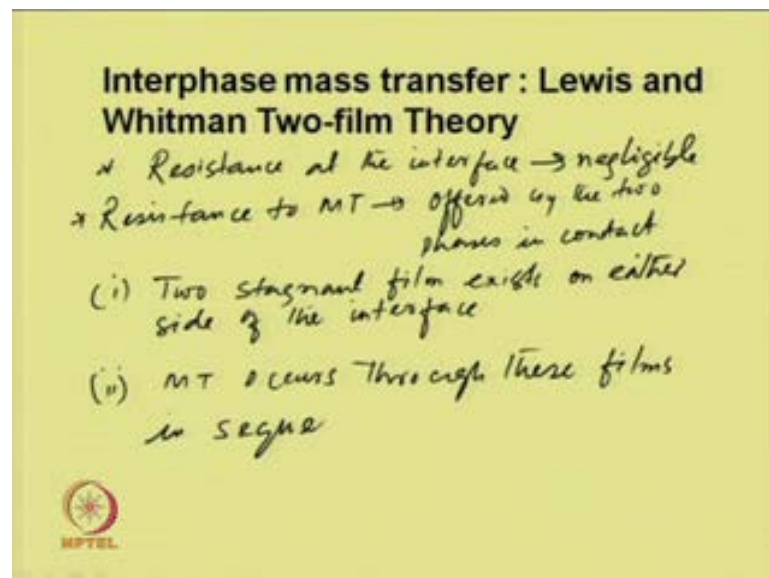 Interphase mass transfer : Lewis and
Whitman Two-film Theory
* Resistance at the interface → negligible
* Resistance to MT → offered by the two
phases in contact
(i) Two stagnant film exists on either
side of the interface
(ii) MT occurs through these films
in seque
NPTEL